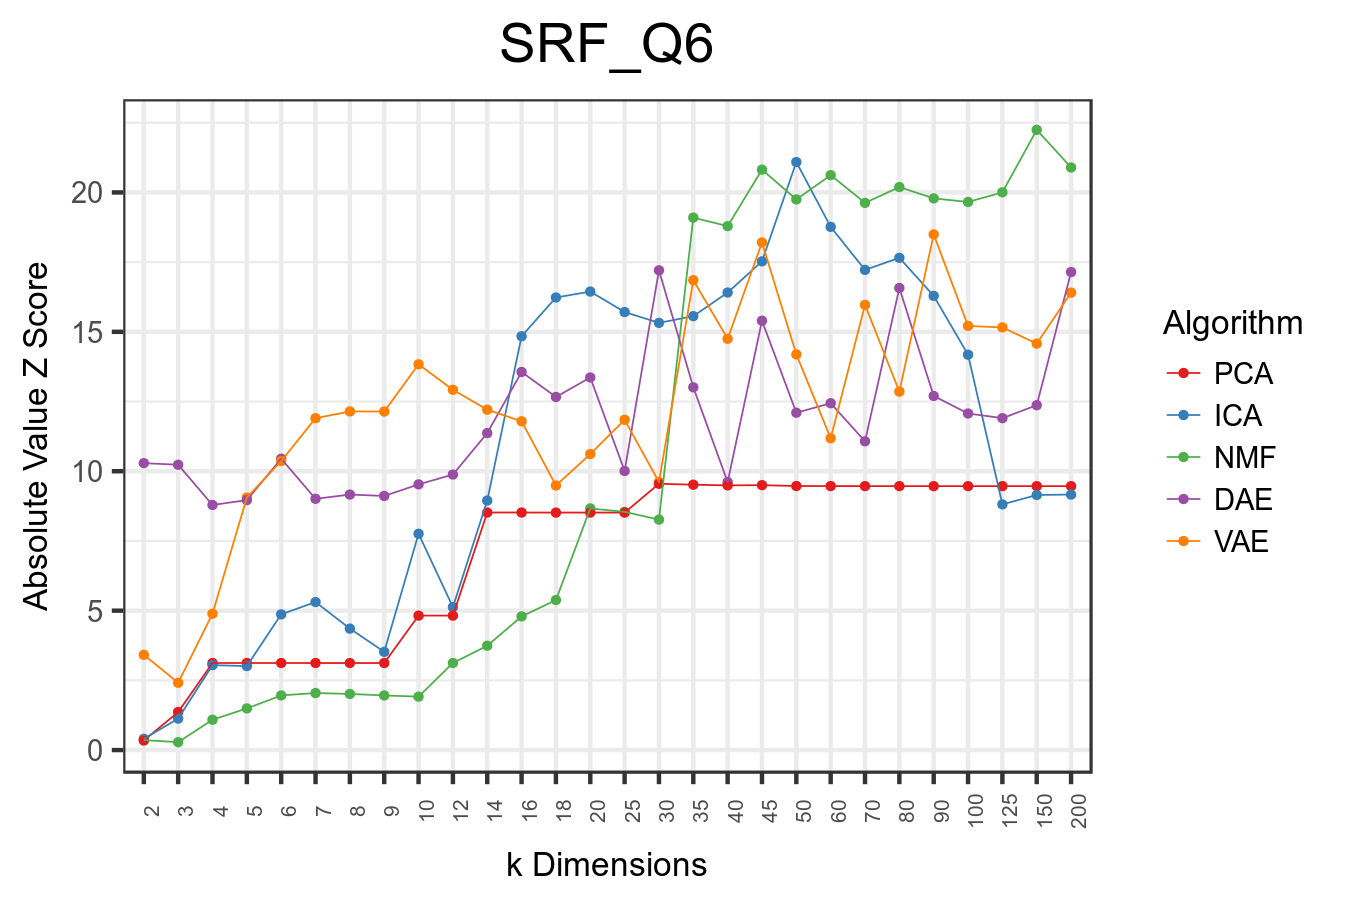 SRF_Q6
Absolute Value Z Score
20
15
10
5
0
2 3 4 5 6 7 8 9 10 12 14 16 18 20 25 30 35 40 45 50 60 70 80 90 100 125 150 200
k Dimensions
Algorithm
PCA
ICA
NMF
DAE
VAE